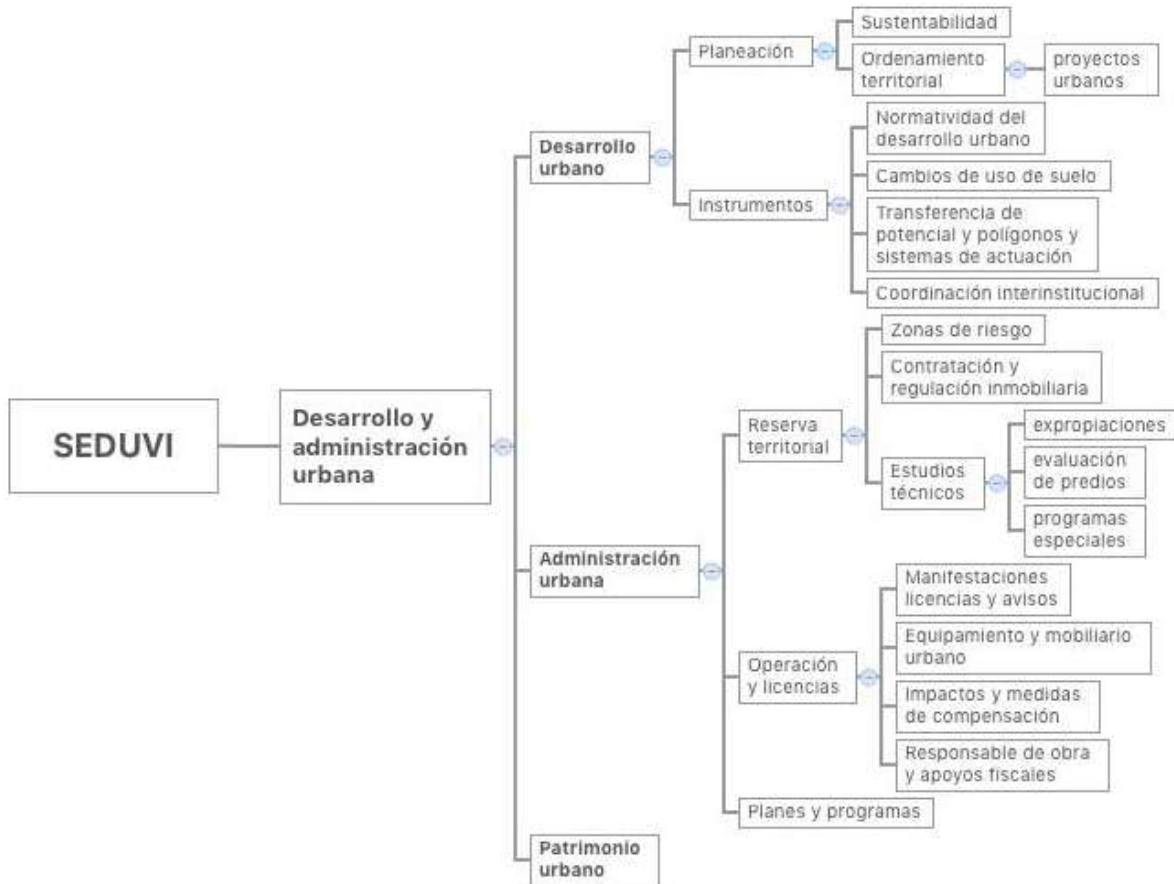 SEDUVI
Desarrollo y
administración
urbana
Desarrollo
urbano
Planeación
Sustentabilidad
Ordenamiento
territorial
proyectos
urbanos
Instrumentos
Normatividad del
desarrollo urbano
Cambios de uso de suelo
Transferencia de
potencial y polígonos y
sistemas de actuación
Coordinación interinstitucional
Administración
urbana
Reserva
territorial
Zonas de riesgo
Contratación y
regulación inmobiliaria
Estudios
técnicos
expropiaciones
evaluación
de predios
programas
especiales
Operación
y licencias
Manifestaciones
licencias y avisos
Equipamiento y mobiliario
urbano
Impactos y medidas
de compensación
Responsable de obra
y apoyos fiscales
Planes y programas
Patrimonio
urbano